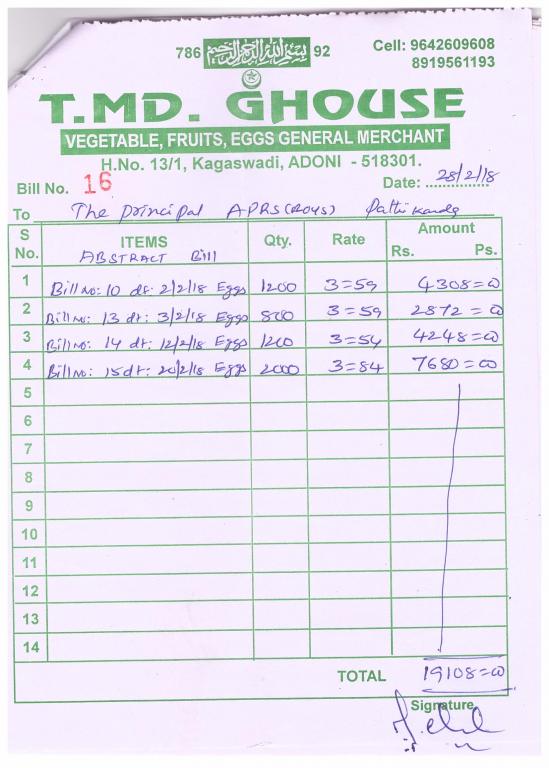 786 بسم الله الرحمن الرحيم 92
Cell: 9642609608
8919561193
T.MD. GHOUSE
VEGETABLE, FRUITS, EGGS GENERAL MERCHANT
H.No. 13/1, Kagaswadi, ADONI - 518301.
Bill No. 16 Date: 28/2/18
To The principal APRS (BOYS) Pathikonda
S No. ITEMS Qty. Rate Amount Rs. Ps.
ABSTRACT Bill
1 Bill No: 10 dt: 2/2/18 Eggs 1200 3=59 4308=00
2 Bill No: 13 dt: 3/2/18 Eggs 800 3=59 2872=00
3 Bill No: 14 dt: 12/2/18 Eggs 1200 3=54 4248=00
4 Bill No: 15 dt: 20/2/18 Eggs 2000 3=84 7680=00
5
6
7
8
9
10
11
12
13
14
TOTAL 19108=00
Signature